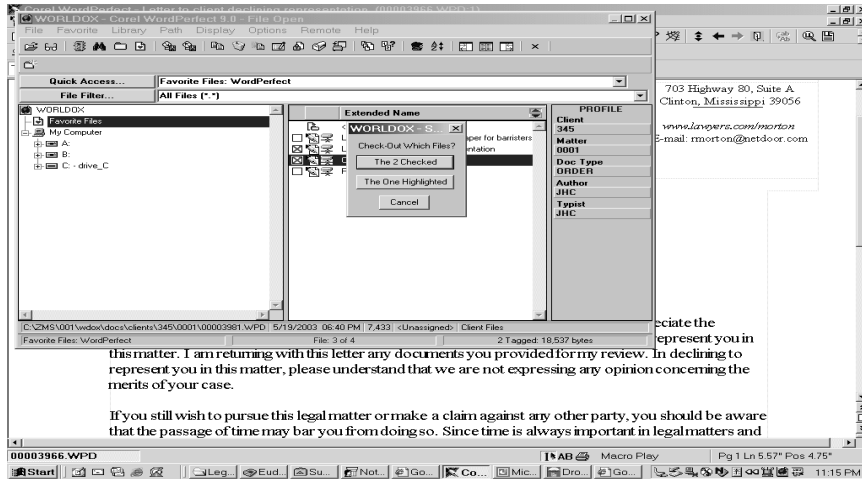 Corel WordPerfect - Letter to client declining representation (00003966.WPD:1)
WORLDOX - Corel WordPerfect 9.0 - File Open
File Favorite Library Path Display Options Remote Help
Quick Access... Favorite Files: WordPerfect
File Filter... All Files (*.*)
WORLDOX
Favorite Files
My Computer
A:
B:
C: - drive_C
Extended Name
WORLDOX - S...
Check-Out Which Files?
The 2 Checked
The One Highlighted
Cancel
per for barristers
ntation
PROFILE
Client
345
Matter
0001
Doc Type
ORDER
Author
JHC
Typist
JHC
C:\ZMS\001\wdox\docs\clients\345\0001\00003981.WPD 5/19/2003 06:40 PM 7,433 <Unassigned> Client Files
Favorite Files: WordPerfect File: 3 of 4 2 Tagged: 18,537 bytes
703 Highway 80, Suite A
Clinton, Mississippi 39056
www.lawyers.com/morton
E-mail: rmorton@netdoor.com
eciate the
represent you in
this matter. I am returning with this letter any documents you provided for my review. In declining to
represent you in this matter, please understand that we are not expressing any opinion concerning the
merits of your case.
If you still wish to pursue this legal matter or make a claim against any other party, you should be aware
that the passage of time may bar you from doing so. Since time is always important in legal matters and
00003966.WPD AB Macro Play Pg 1 Ln 5.57" Pos 4.75"
Start Leg... Eud... Su... Not... Go... Co... Mic... Dro... Go... 11:15 PM